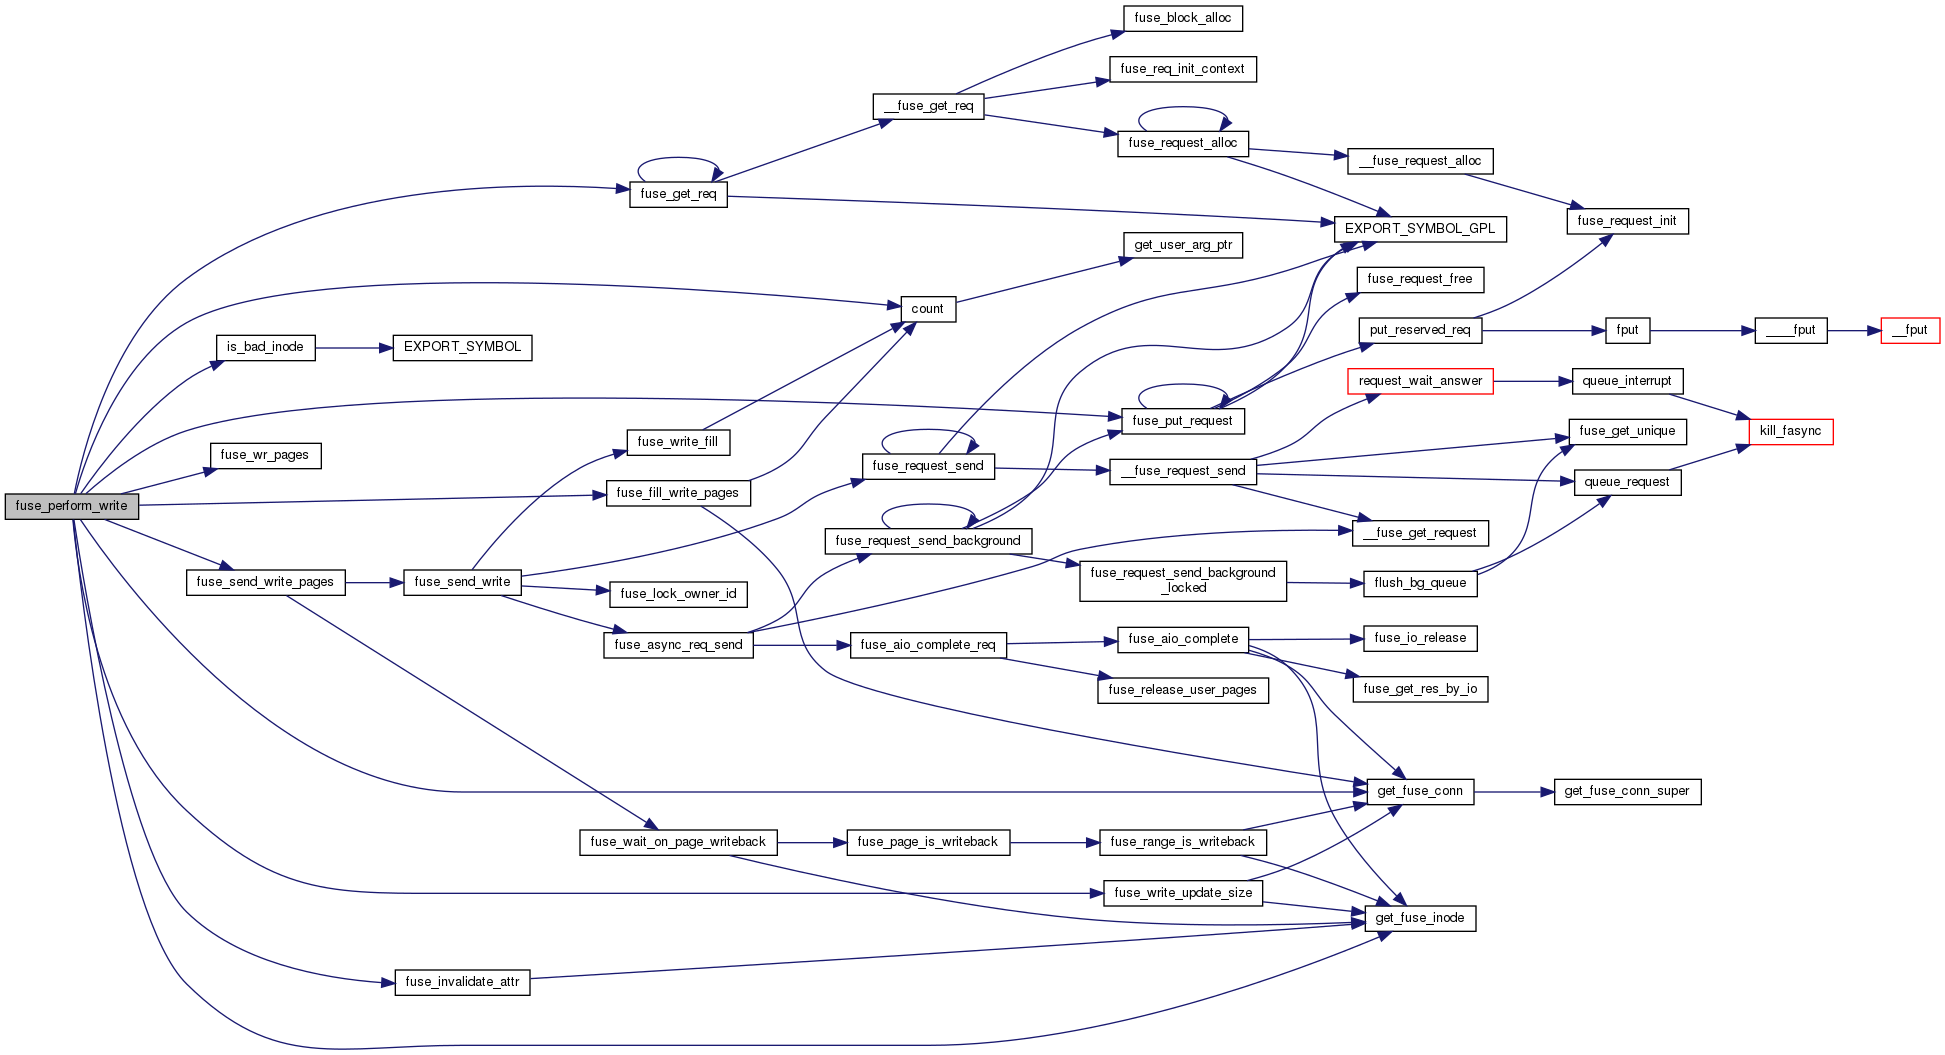 fuse_block_alloc
fuse_req_init_context
__fuse_get_req
fuse_request_alloc
__fuse_request_alloc
fuse_get_req
fuse_request_init
EXPORT_SYMBOL_GPL
get_user_arg_ptr
fuse_request_free
count
put_reserved_req
fput
____fput
__fput
is_bad_inode
EXPORT_SYMBOL
request_wait_answer
queue_interrupt
fuse_put_request
fuse_get_unique
kill_fasync
fuse_write_fill
fuse_wr_pages
fuse_request_send
__fuse_request_send
queue_request
fuse_fill_write_pages
fuse_perform_write
__fuse_get_request
fuse_request_send_background
fuse_request_send_background
_locked
flush_bg_queue
fuse_send_write_pages
fuse_send_write
fuse_lock_owner_id
fuse_async_req_send
fuse_aio_complete_req
fuse_aio_complete
fuse_io_release
fuse_release_user_pages
fuse_get_res_by_io
get_fuse_conn
get_fuse_conn_super
fuse_wait_on_page_writeback
fuse_page_is_writeback
fuse_range_is_writeback
fuse_write_update_size
get_fuse_inode
fuse_invalidate_attr